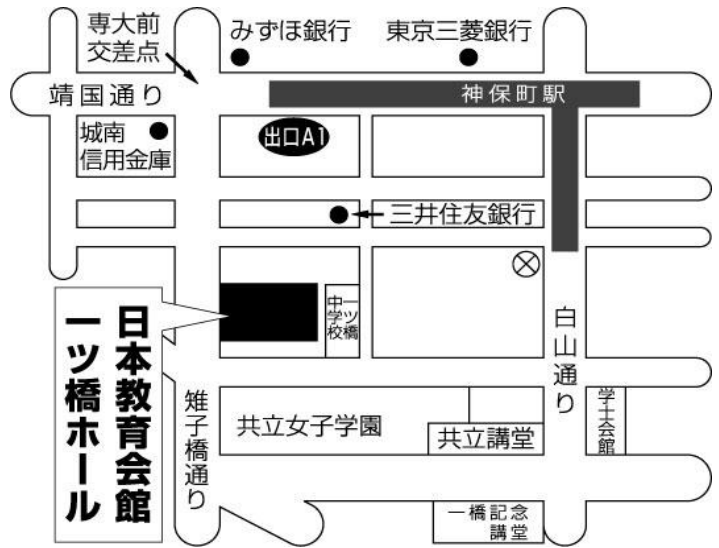 専大前
交差点
みずほ銀行
東京三菱銀行
靖国通り
神保町駅
城南
信用金庫
出口A1
三井住友銀行
日本教育会館
一ツ橋ホール
一ツ橋
中学校
白山通り
雉子橋通り
共立女子学園
共立講堂
学士会館
一橋記念
講堂